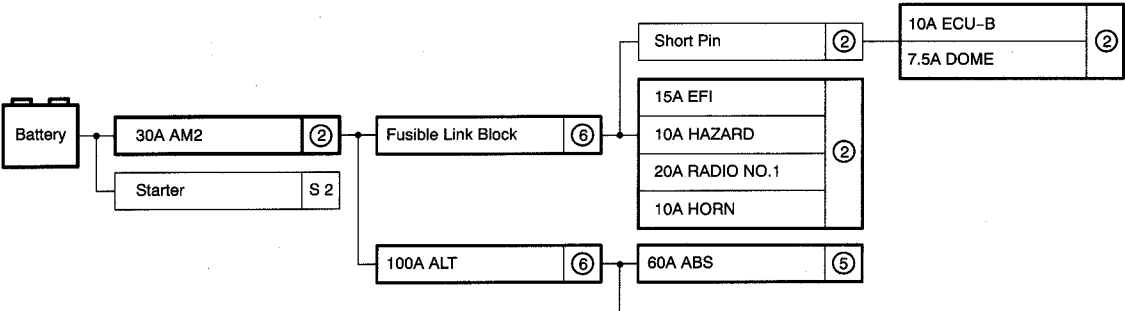 10A ECU–B
Short Pin ②
②
7.5A DOME
15A EFI
Battery 30A AM2 ② Fusible Link Block ⑥ 10A HAZARD
②
20A RADIO NO.1
Starter S 2
10A HORN
100A ALT ⑥ 60A ABS ⑤